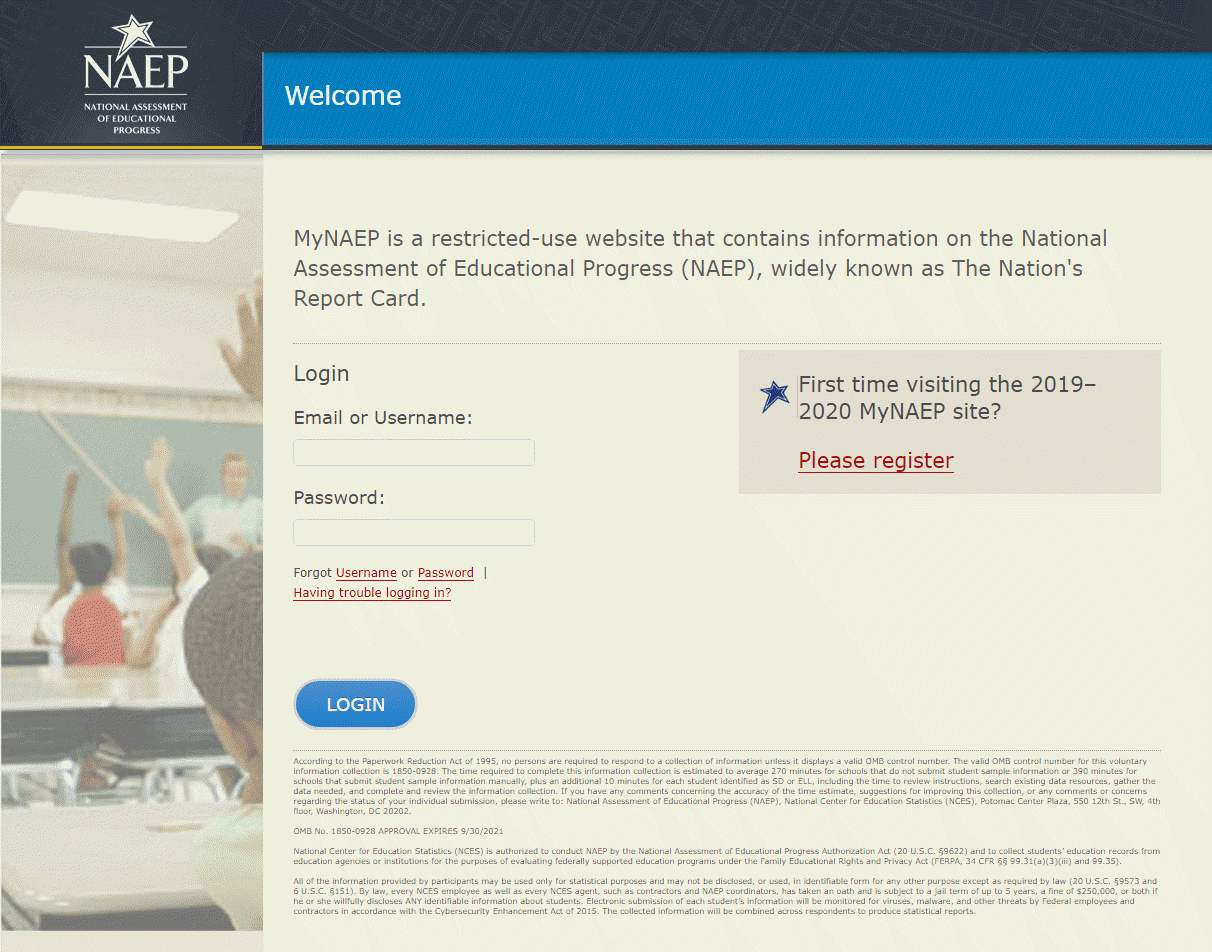 NAEP
NATIONAL ASSESSMENT
OF EDUCATIONAL
PROGRESS
Welcome
MyNAEP is a restricted-use website that contains information on the National
Assessment of Educational Progress (NAEP), widely known as The Nation's
Report Card.
Login
Email or Username:
Password:
Forgot Username or Password |
Having trouble logging in?
LOGIN
First time visiting the 2019–
2020 MyNAEP site?
Please register
According to the Paperwork Reduction Act of 1995, no persons are required to respond to a collection of information unless it displays a valid OMB control number. The valid OMB control number for this voluntary
information collection is 1850-0928. The time required to complete this information collection is estimated to average 270 minutes for schools that do not submit student sample information or 390 minutes for
schools that submit student sample information manually, plus an additional 10 minutes for each student identified as SD or ELL, including the time to review instructions, search existing data resources, gather the
data needed, and complete and review the information collection. If you have any comments concerning the accuracy of the time estimate, suggestions for improving this collection, or any comments or concerns
regarding the status of your individual submission, please write to: National Assessment of Educational Progress (NAEP), National Center for Education Statistics (NCES), Potomac Center Plaza, 550 12th St., SW, 4th
floor, Washington, DC 20202.
OMB No. 1850-0928 APPROVAL EXPIRES 9/30/2021
National Center for Education Statistics (NCES) is authorized to conduct NAEP by the National Assessment of Educational Progress Authorization Act (20 U.S.C. §9622) and to collect students' education records from
education agencies or institutions for the purposes of evaluating federally supported education programs under the Family Educational Rights and Privacy Act (FERPA, 34 CFR §§ 99.31(a)(3)(iii) and 99.35).
All of the information provided by participants may be used only for statistical purposes and may not be disclosed, or used, in identifiable form for any other purpose except as required by law (20 U.S.C. §9573 and
6 U.S.C. §151). By law, every NCES employee as well as every NCES agent, such as contractors and NAEP coordinators, has taken an oath and is subject to a jail term of up to 5 years, a fine of $250,000, or both if
he or she willfully discloses ANY identifiable information about students. Electronic submission of each student's information will be monitored for viruses, malware, and other threats by Federal employees and
contractors in accordance with the Cybersecurity Enhancement Act of 2015. The collected information will be combined across respondents to produce statistical reports.